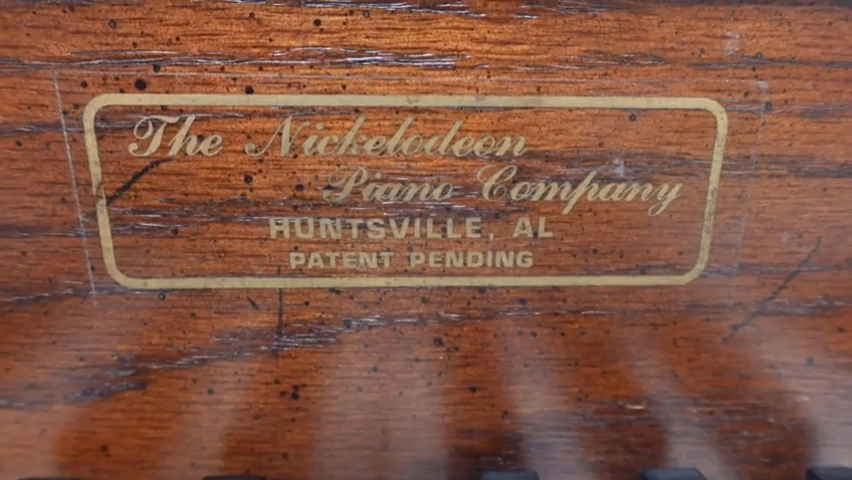 The Nickelodeon
Piano Company
HUNTSVILLE, AL
PATENT PENDING